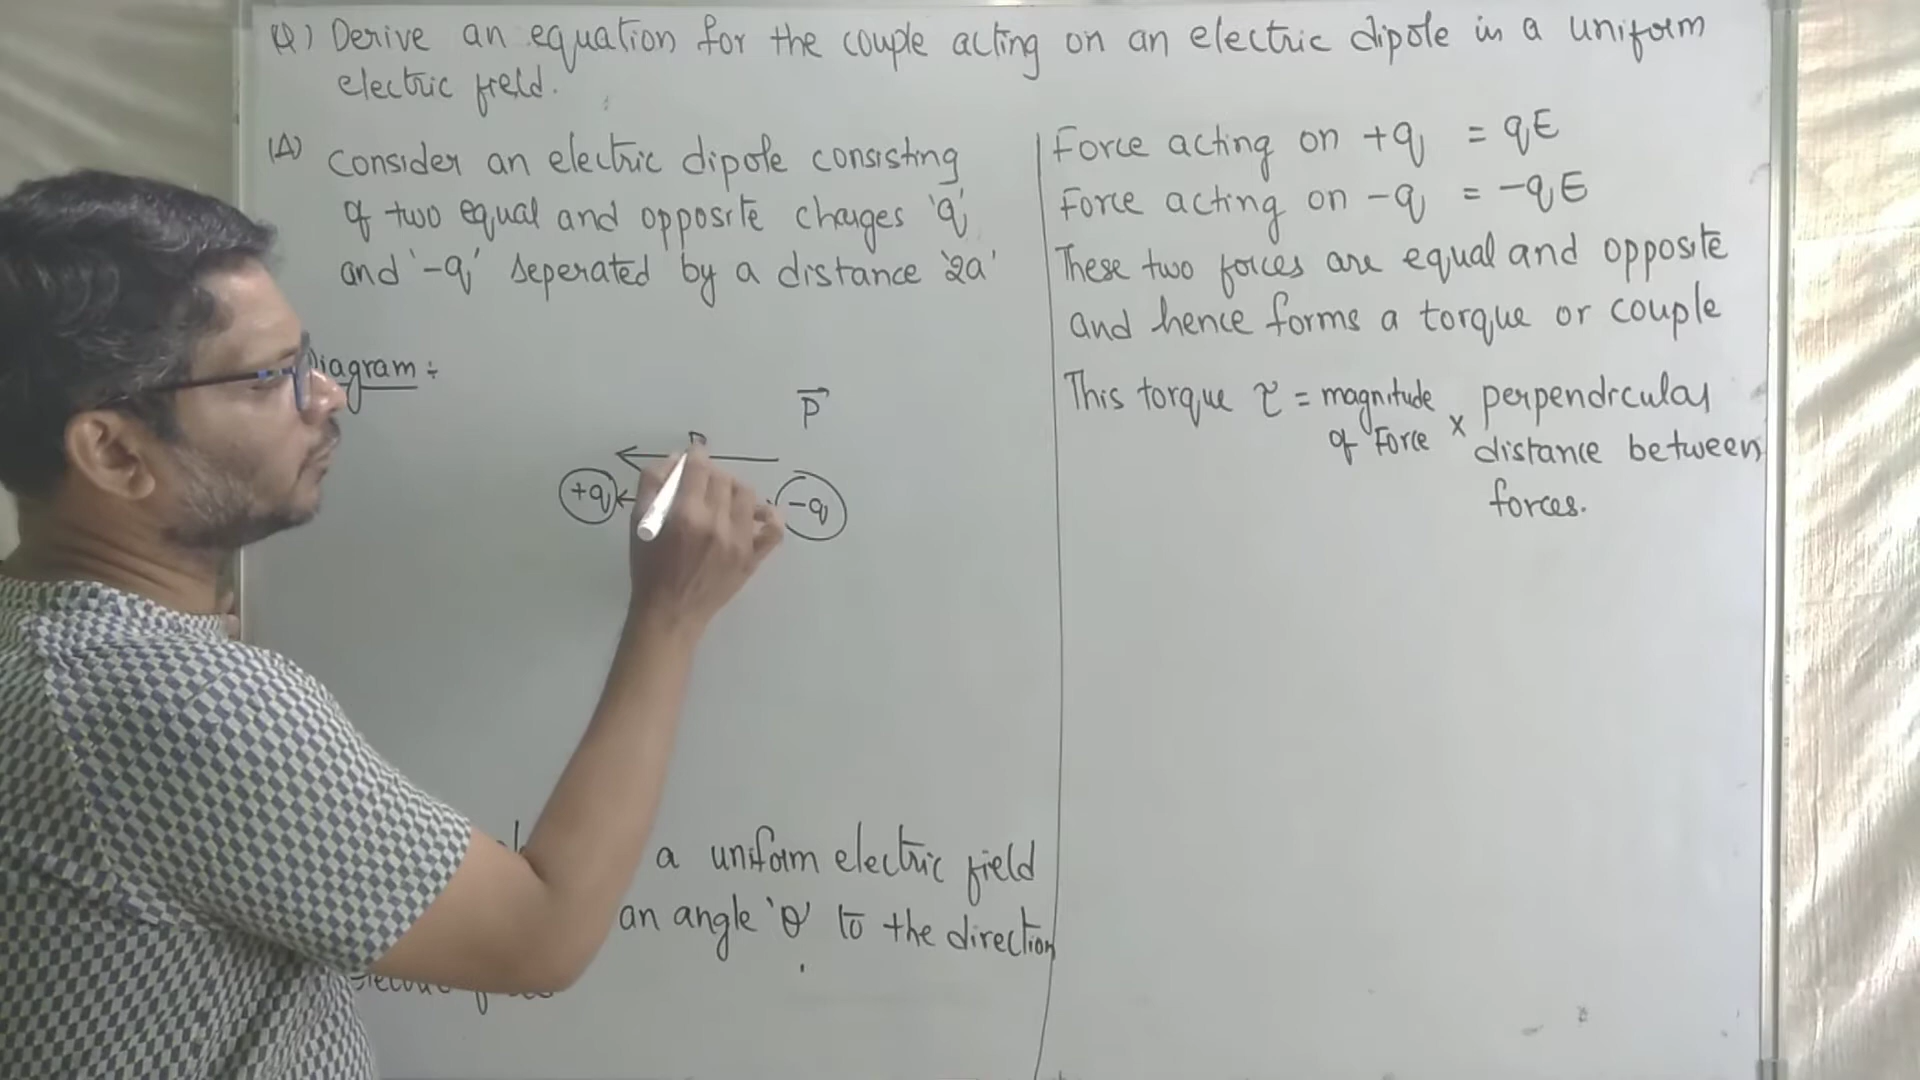 Q) Derive an equation for the couple acting on an electric dipole in a uniform
electric field.
(A) Consider an electric dipole consisting
of two equal and opposite charges 'q'
and '-q' seperated by a distance '2a'
Diagram ÷
P
+q
-q
a uniform electric field
an angle 'θ' to the direction
Force acting on +q = qE
Force acting on -q = -qE
These two forces are equal and opposite
and hence forms a torque or couple
This torque τ = magnitude of Force × perpendicular
distance between
forces.